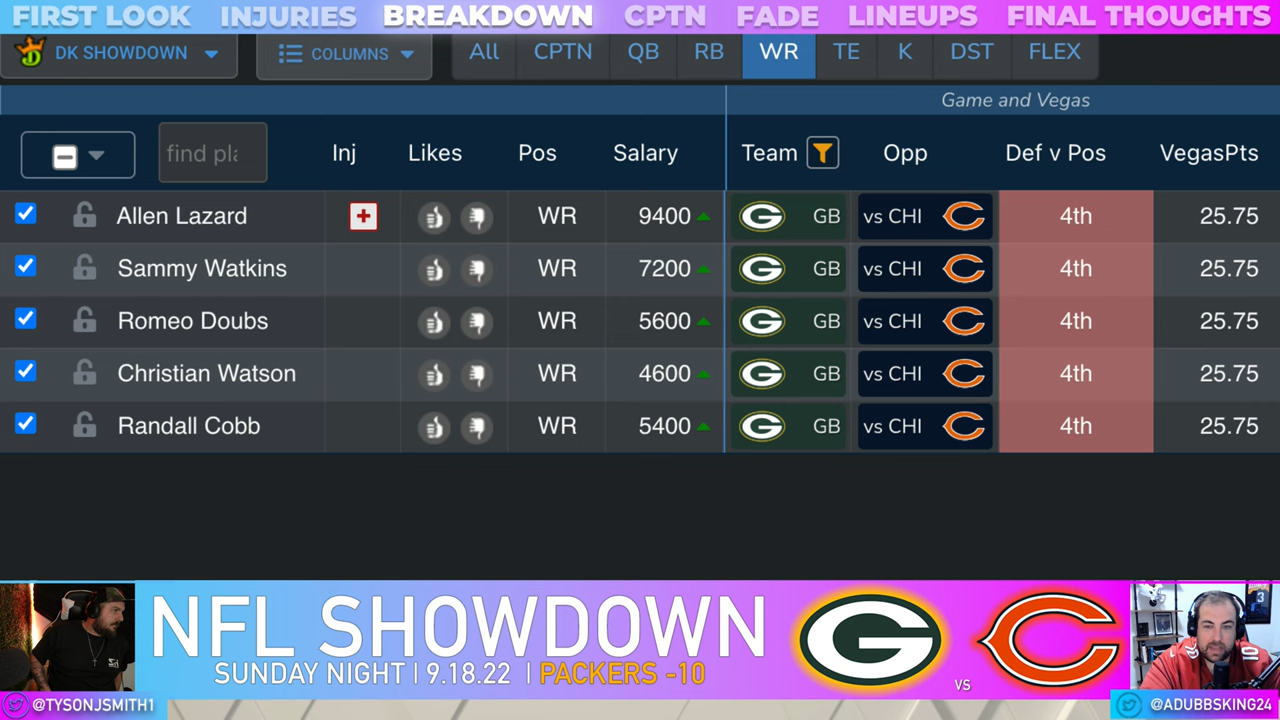 FIRST LOOK INJURIES BREAKDOWN CPTN FADE LINEUPS FINAL THOUGHTS
DK SHOWDOWN COLUMNS All CPTN QB RB WR TE K DST FLEX
Game and Vegas
find pla Inj Likes Pos Salary Team Opp Def v Pos VegasPts
Allen Lazard WR 9400 G GB vs CHI C 4th 25.75
Sammy Watkins WR 7200 G GB vs CHI C 4th 25.75
Romeo Doubs WR 5600 G GB vs CHI C 4th 25.75
Christian Watson WR 4600 G GB vs CHI C 4th 25.75
Randall Cobb WR 5400 G GB vs CHI C 4th 25.75
NFL SHOWDOWN G VS C
SUNDAY NIGHT | 9.18.22 | PACKERS -10
@TYSONJSMITH1 @ADUBBSKING24